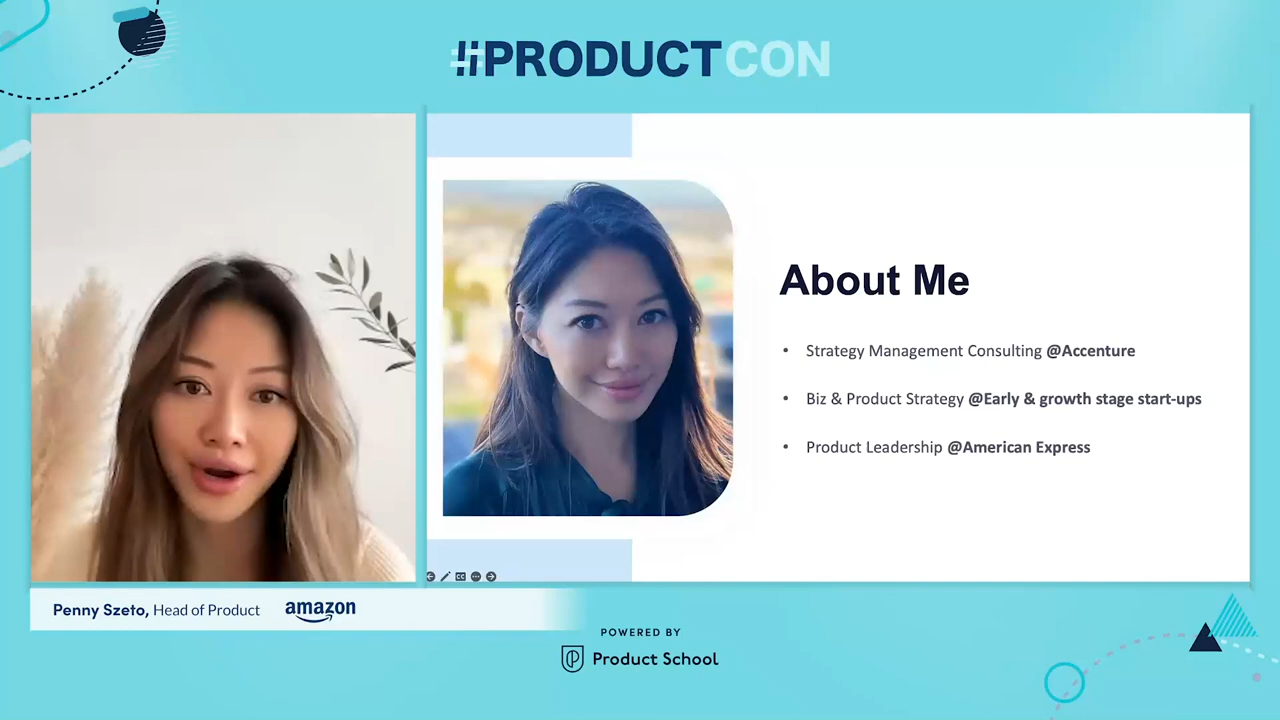 #PRODUCTCON
About Me
• Strategy Management Consulting @Accenture
• Biz & Product Strategy @Early & growth stage start-ups
• Product Leadership @American Express
CC
Penny Szeto, Head of Product amazon
POWERED BY
Product School